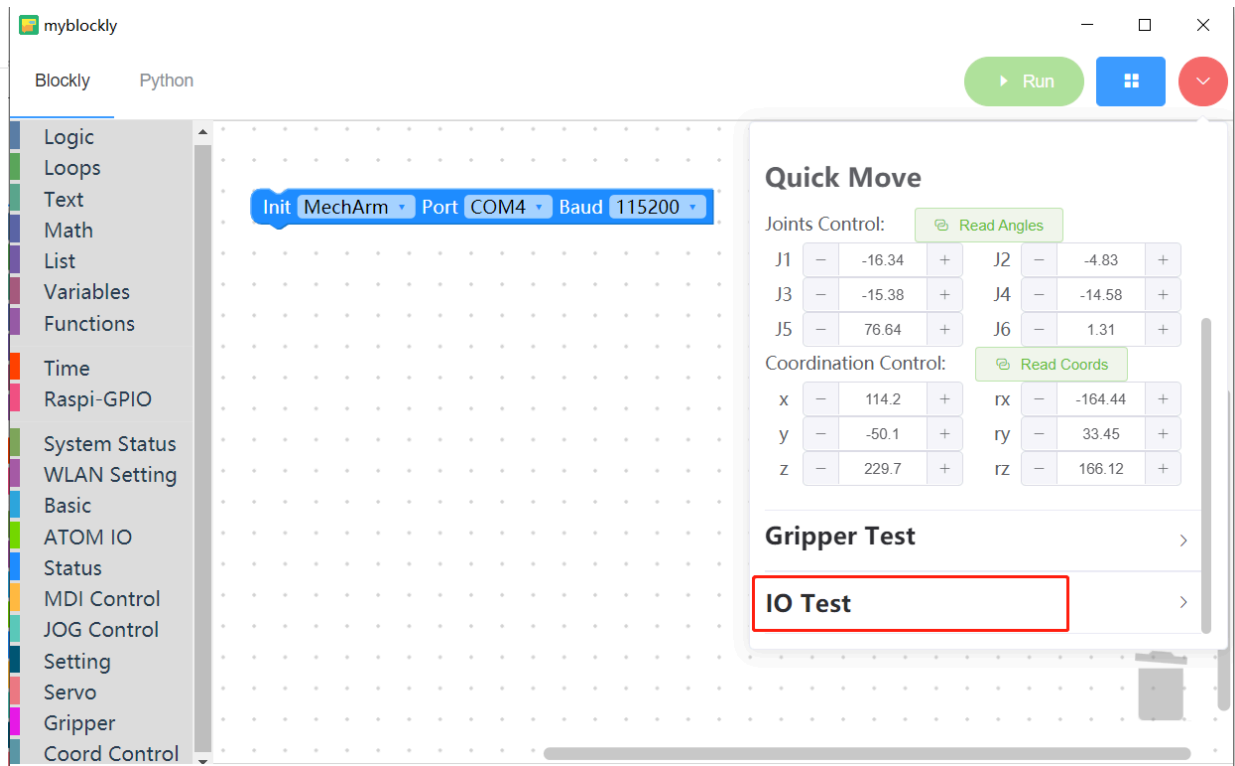 myblockly
Blockly Python Run
Logic
Loops
Text
Math
List
Variables
Functions
Time
Raspi-GPIO
System Status
WLAN Setting
Basic
ATOM IO
Status
MDI Control
JOG Control
Setting
Servo
Gripper
Coord Control
Init MechArm Port COM4 Baud 115200
Quick Move
Joints Control: Read Angles
J1 − -16.34 + J2 − -4.83 +
J3 − -15.38 + J4 − -14.58 +
J5 − 76.64 + J6 − 1.31 +
Coordination Control: Read Coords
x − 114.2 + rx − -164.44 +
y − -50.1 + ry − 33.45 +
z − 229.7 + rz − 166.12 +
Gripper Test
IO Test